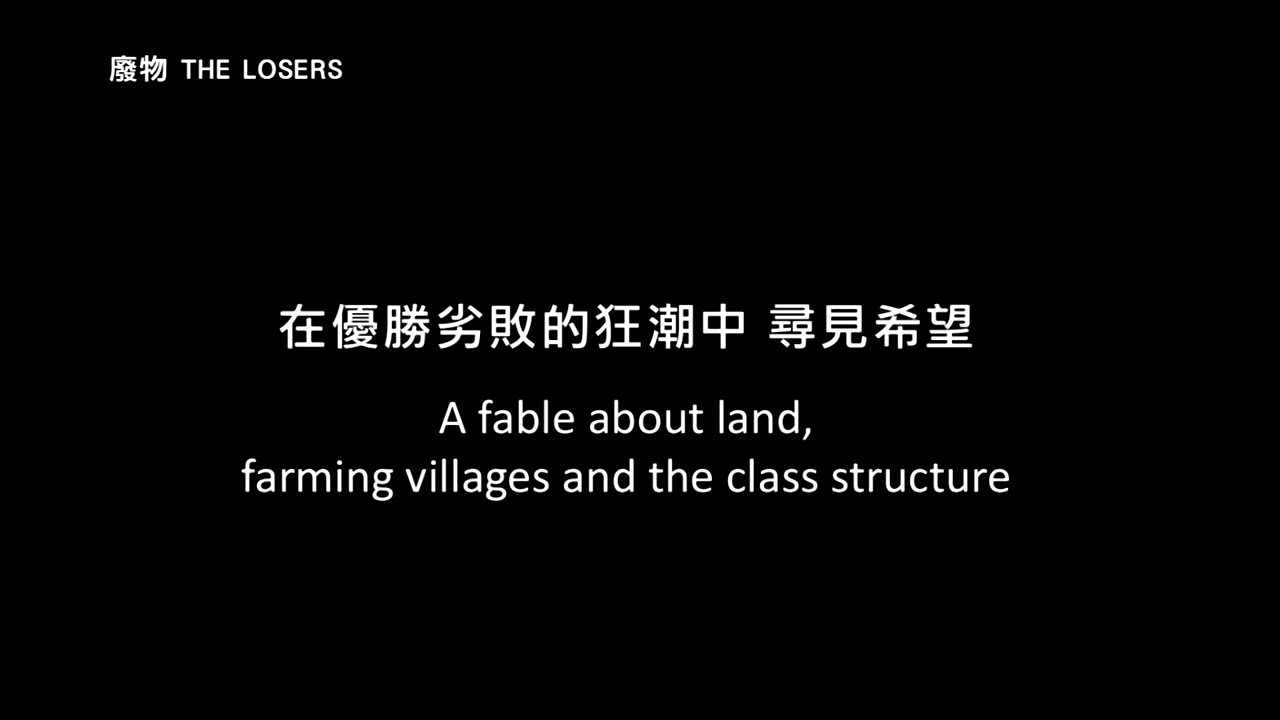 廢物 THE LOSERS
在優勝劣敗的狂潮中 尋見希望
A fable about land,
farming villages and the class structure